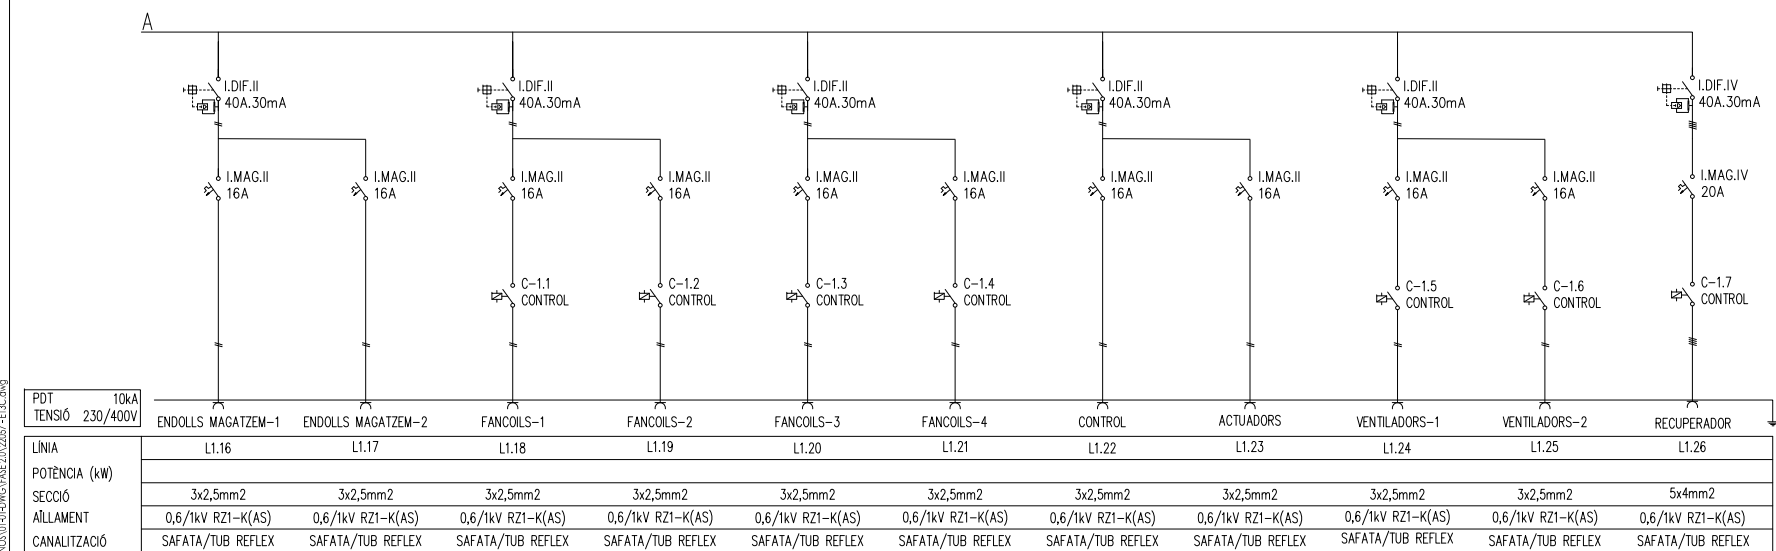 A
I.DIF.II I.DIF.II I.DIF.II I.DIF.II I.DIF.II I.DIF.IV
40A.30mA 40A.30mA 40A.30mA 40A.30mA 40A.30mA 40A.30mA
I.MAG.II I.MAG.II I.MAG.II I.MAG.II I.MAG.II I.MAG.II I.MAG.II I.MAG.II I.MAG.II I.MAG.II I.MAG.IV
16A 16A 16A 16A 16A 16A 16A 16A 16A 16A 20A
C-1.1 C-1.2 C-1.3 C-1.4 C-1.5 C-1.6 C-1.7
CONTROL CONTROL CONTROL CONTROL CONTROL CONTROL CONTROL
PDT 10kA
TENSIÓ 230/400V
ENDOLLS MAGATZEM-1 ENDOLLS MAGATZEM-2 FANCOILS-1 FANCOILS-2 FANCOILS-3 FANCOILS-4 CONTROL ACTUADORS VENTILADORS-1 VENTILADORS-2 RECUPERADOR
LÍNIA L1.16 L1.17 L1.18 L1.19 L1.20 L1.21 L1.22 L1.23 L1.24 L1.25 L1.26
POTÈNCIA (kW)
SECCIÓ 3x2,5mm2 3x2,5mm2 3x2,5mm2 3x2,5mm2 3x2,5mm2 3x2,5mm2 3x2,5mm2 3x2,5mm2 3x2,5mm2 3x2,5mm2 5x4mm2
AÏLLAMENT 0,6/1kV RZ1-K(AS) 0,6/1kV RZ1-K(AS) 0,6/1kV RZ1-K(AS) 0,6/1kV RZ1-K(AS) 0,6/1kV RZ1-K(AS) 0,6/1kV RZ1-K(AS) 0,6/1kV RZ1-K(AS) 0,6/1kV RZ1-K(AS) 0,6/1kV RZ1-K(AS) 0,6/1kV RZ1-K(AS) 0,6/1kV RZ1-K(AS)
CANALITZACIÓ SAFATA/TUB REFLEX SAFATA/TUB REFLEX SAFATA/TUB REFLEX SAFATA/TUB REFLEX SAFATA/TUB REFLEX SAFATA/TUB REFLEX SAFATA/TUB REFLEX SAFATA/TUB REFLEX SAFATA/TUB REFLEX SAFATA/TUB REFLEX SAFATA/TUB REFLEX